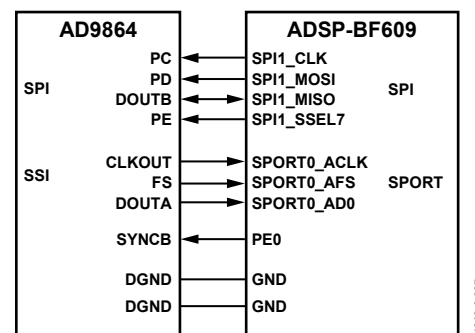 AD9864 ADSP-BF609
PC SPI1_CLK
PD SPI1_MOSI
SPI DOUTB SPI1_MISO SPI
PE SPI1_SSEL7
CLKOUT SPORT0_ACLK
SSI FS SPORT0_AFS SPORT
DOUTA SPORT0_AD0
SYNCB PE0
DGND GND
DGND GND